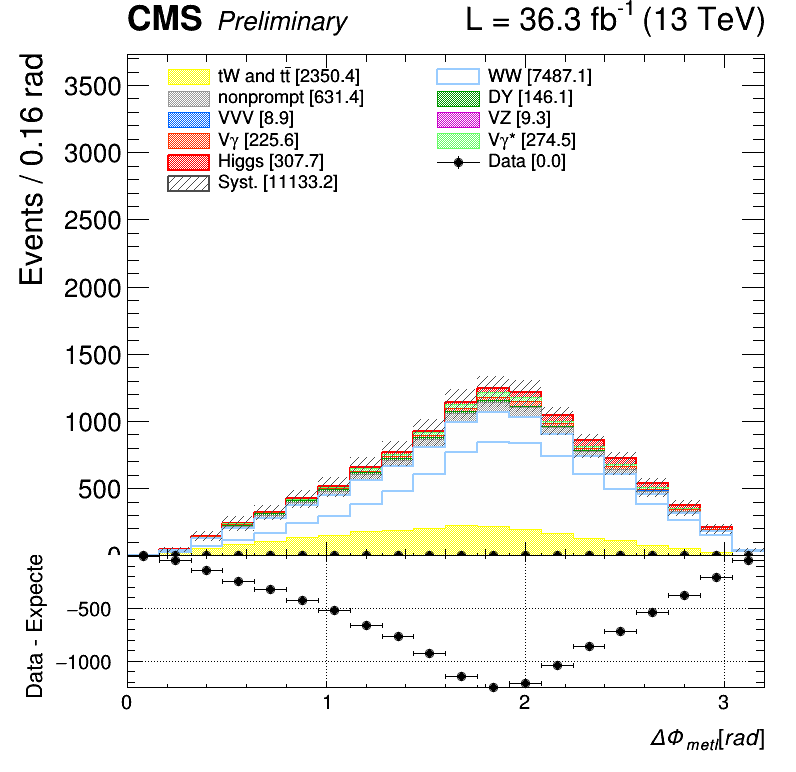 CMS Preliminary L = 36.3 fb⁻¹ (13 TeV)
Events / 0.16 rad
3500
3000
2500
2000
1500
1000
500
0
tW and tt̄ [2350.4]
nonprompt [631.4]
VVV [8.9]
Vγ [225.6]
Higgs [307.7]
Syst. [11133.2]
WW [7487.1]
DY [146.1]
VZ [9.3]
Vγ* [274.5]
Data [0.0]
Data - Expecte
−500
−1000
0 1 2 3
ΔΦ metl[rad]